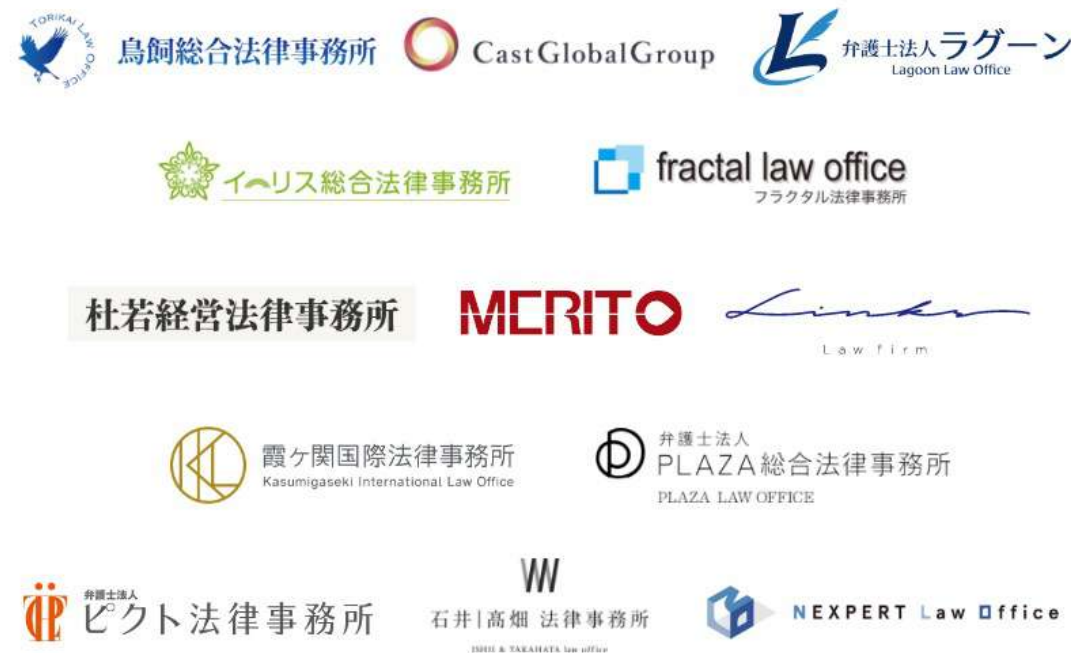 TORIKAI LAW OFFICE
鳥飼総合法律事務所
CastGlobalGroup
弁護士法人ラグーン
Lagoon Law Office
イーリス総合法律事務所
fractal law office
フラクタル法律事務所
杜若経営法律事務所
MERITO
Links
Law firm
霞ヶ関国際法律事務所
Kasumigaseki International Law Office
弁護士法人
PLAZA総合法律事務所
PLAZA LAW OFFICE
弁護士法人
ピクト法律事務所
石井|髙畑 法律事務所
ISHII & TAKAHATA law office
NEXPERT Law Office